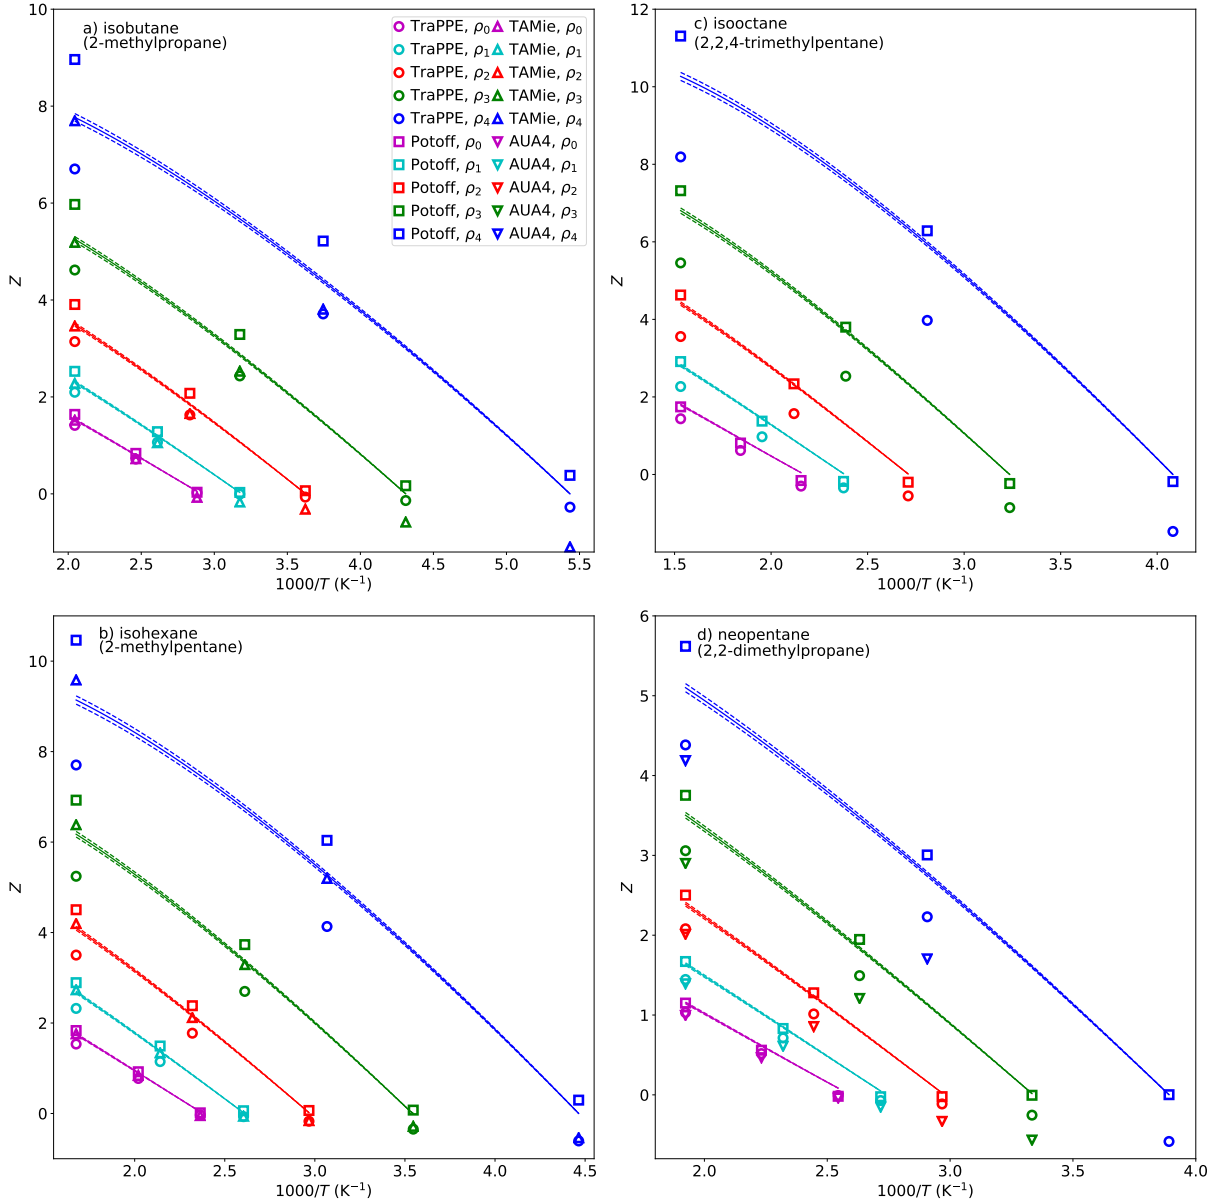 a) isobutane
(2-methylpropane)
TraPPE, ρ0
TraPPE, ρ1
TraPPE, ρ2
TraPPE, ρ3
TraPPE, ρ4
Potoff, ρ0
Potoff, ρ1
Potoff, ρ2
Potoff, ρ3
Potoff, ρ4
TAMie, ρ0
TAMie, ρ1
TAMie, ρ2
TAMie, ρ3
TAMie, ρ4
AUA4, ρ0
AUA4, ρ1
AUA4, ρ2
AUA4, ρ3
AUA4, ρ4
10
8
6
4
2
0
Z
2.0 2.5 3.0 3.5 4.0 4.5 5.0 5.5
1000/T (K−1)
c) isooctane
(2,2,4-trimethylpentane)
12
10
8
6
4
2
0
Z
1.5 2.0 2.5 3.0 3.5 4.0
1000/T (K−1)
b) isohexane
(2-methylpentane)
10
8
6
4
2
0
Z
2.0 2.5 3.0 3.5 4.0 4.5
1000/T (K−1)
d) neopentane
(2,2-dimethylpropane)
6
5
4
3
2
1
0
Z
2.0 2.5 3.0 3.5 4.0
1000/T (K−1)